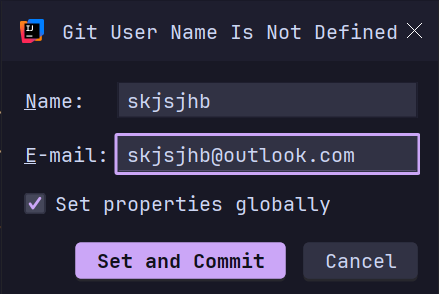 Git User Name Is Not Defined
Name: skjsjhb
E-mail: skjsjhb@outlook.com
Set properties globally
Set and Commit Cancel